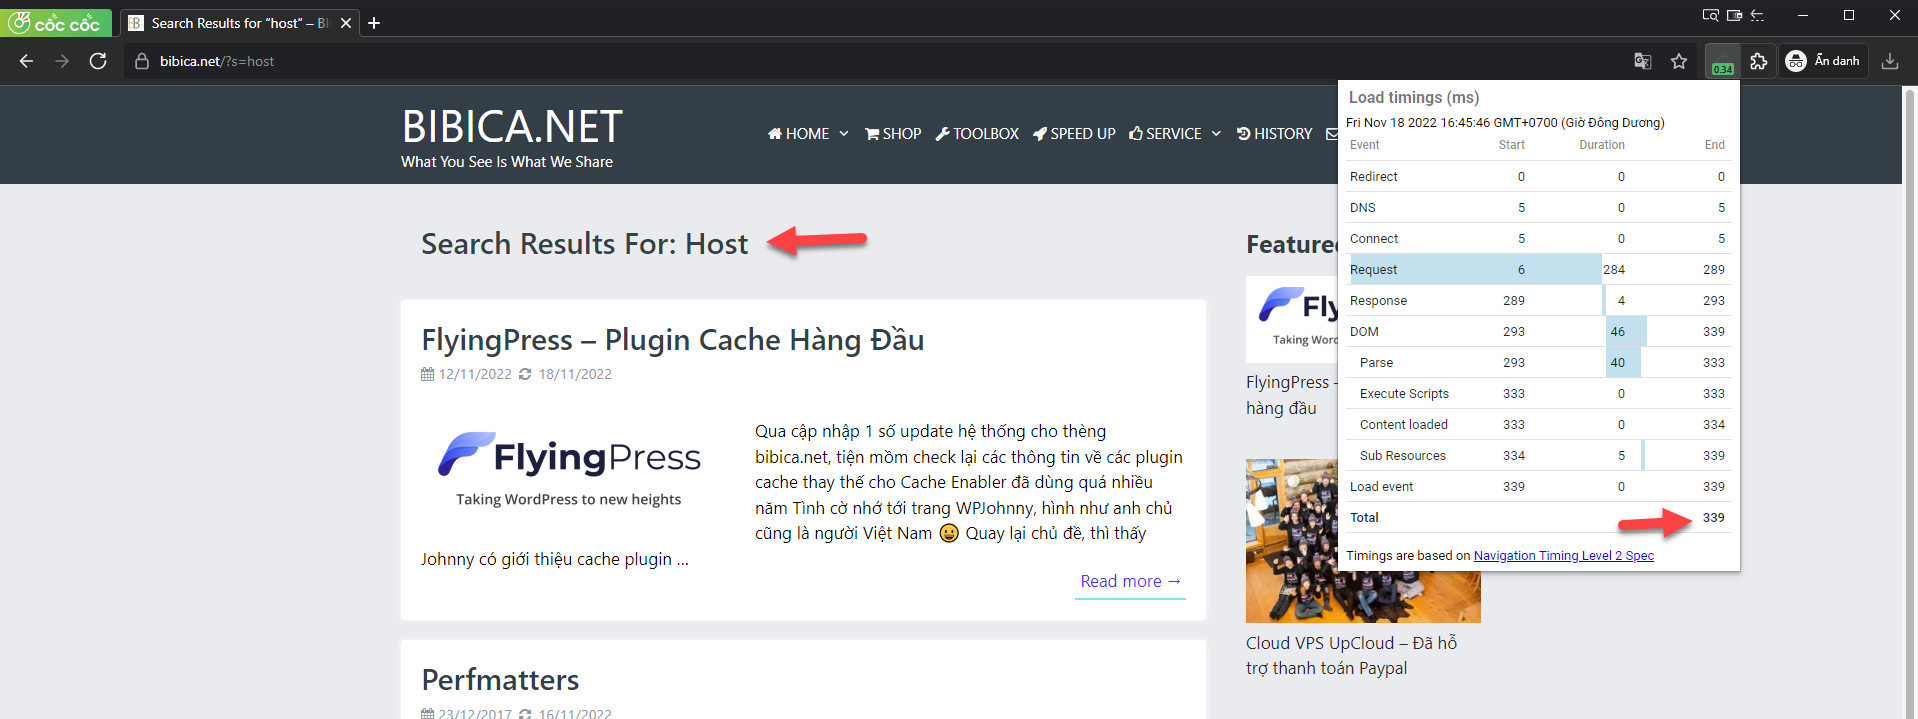 cốc cốc
Search Results for “host” – BI
bibica.net/?s=host
0.34
Ẩn danh
BIBICA.NET
What You See Is What We Share
HOME
SHOP
TOOLBOX
SPEED UP
SERVICE
HISTORY
Search Results For: Host
FlyingPress – Plugin Cache Hàng Đầu
12/11/2022 18/11/2022
FlyingPress
Taking WordPress to new heights
Qua cập nhập 1 số update hệ thống cho thèng
bibica.net, tiện mồm check lại các thông tin về các plugin
cache thay thế cho Cache Enabler đã dùng quá nhiều
năm Tình cờ nhớ tới trang WPJohnny, hình như anh chủ
cũng là người Việt Nam 😀 Quay lại chủ đề, thì thấy
Johnny có giới thiệu cache plugin ...
Read more →
Perfmatters
23/12/2017 16/11/2022
Featured
Fly
Taking WordPr
FlyingPress –
hàng đầu
Cloud VPS UpCloud – Đã hỗ
trợ thanh toán Paypal
Load timings (ms)
Fri Nov 18 2022 16:45:46 GMT+0700 (Giờ Đông Dương)
Event Start Duration End
Redirect 0 0 0
DNS 5 0 5
Connect 5 0 5
Request 6 284 289
Response 289 4 293
DOM 293 46 339
Parse 293 40 333
Execute Scripts 333 0 333
Content loaded 333 0 334
Sub Resources 334 5 339
Load event 339 0 339
Total 339
Timings are based on Navigation Timing Level 2 Spec